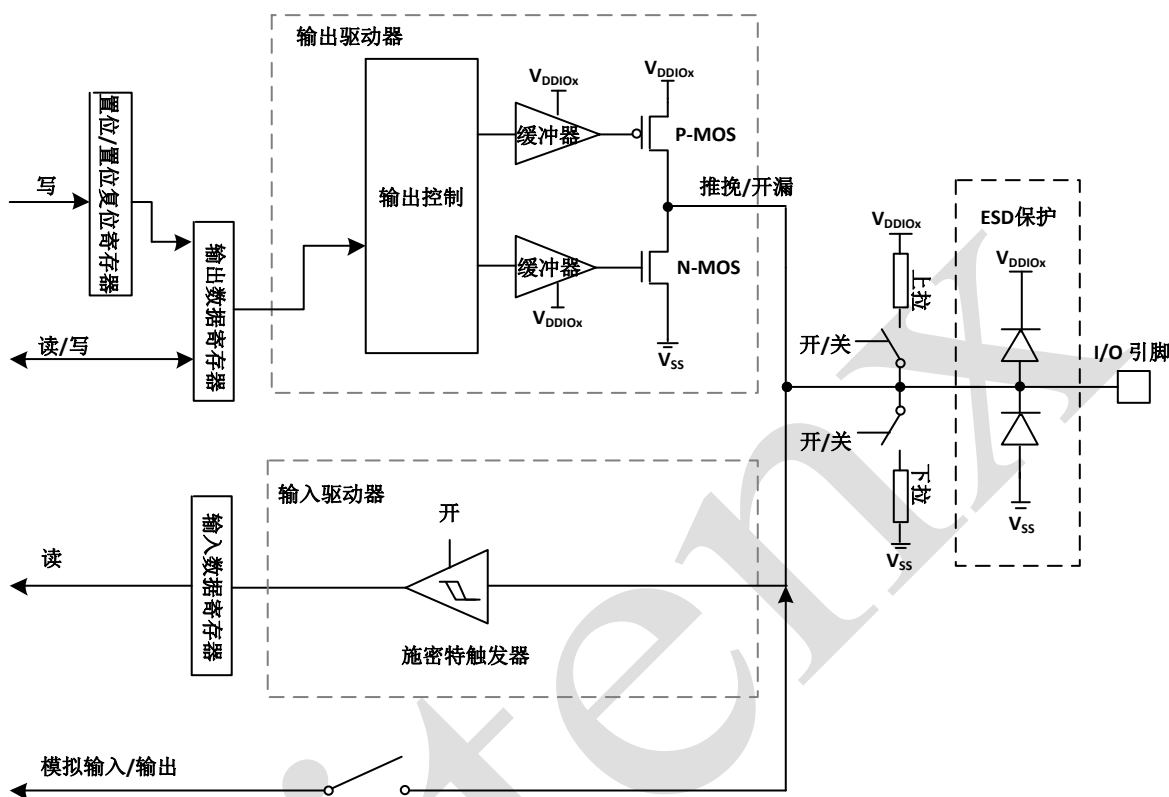 输出驱动器
V_DDIOx
V_DDIOx
缓冲器
P-MOS
置位/置位复位寄存器
写
输出控制
推挽/开漏
ESD保护
V_DDIOx
V_DDIOx
输出数据寄存器
缓冲器
N-MOS
上拉
V_DDIOx
读/写
V_SS
开/关
I/O 引脚
开/关
输入驱动器
下拉
开
V_SS
V_SS
输入数据寄存器
读
施密特触发器
模拟输入/输出